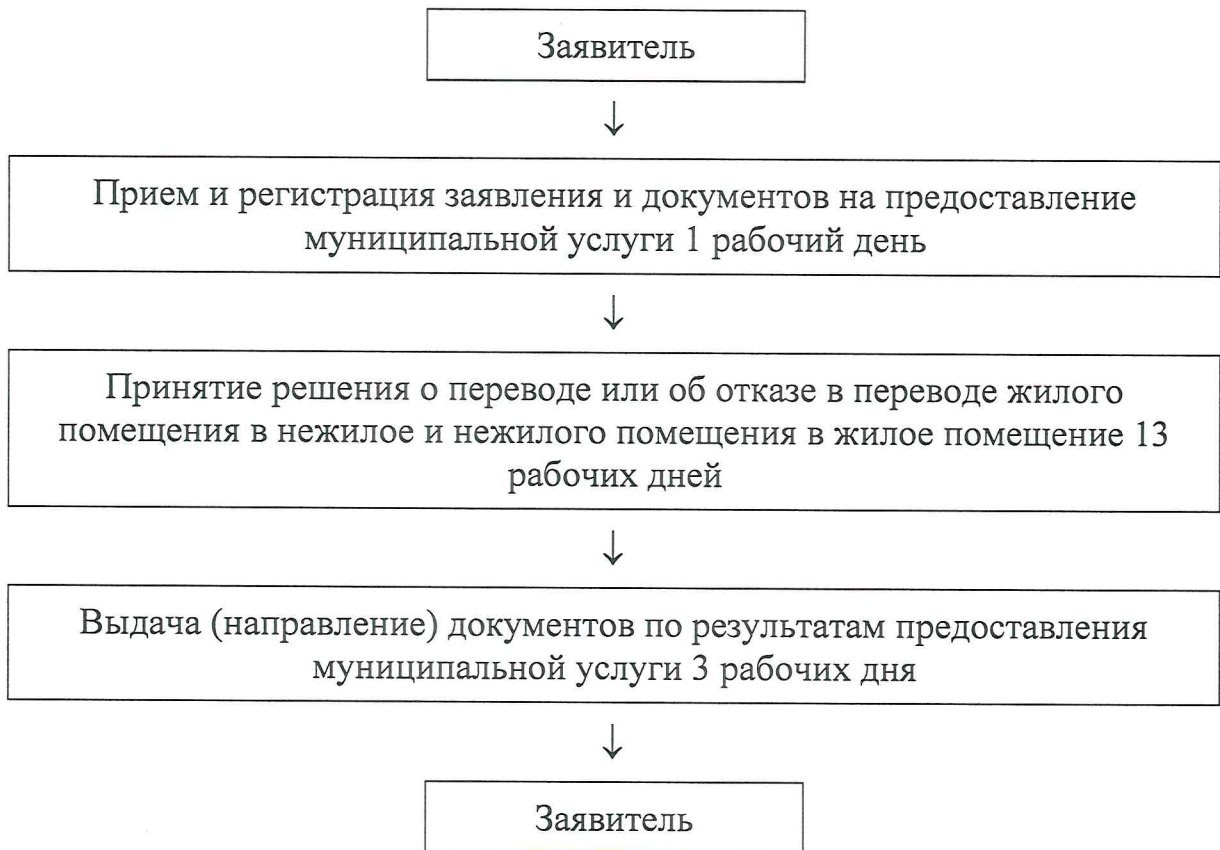 Заявитель
↓
Прием и регистрация заявления и документов на предоставление
муниципальной услуги 1 рабочий день
↓
Принятие решения о переводе или об отказе в переводе жилого
помещения в нежилое и нежилого помещения в жилое помещение 13
рабочих дней
↓
Выдача (направление) документов по результатам предоставления
муниципальной услуги 3 рабочих дня
↓
Заявитель